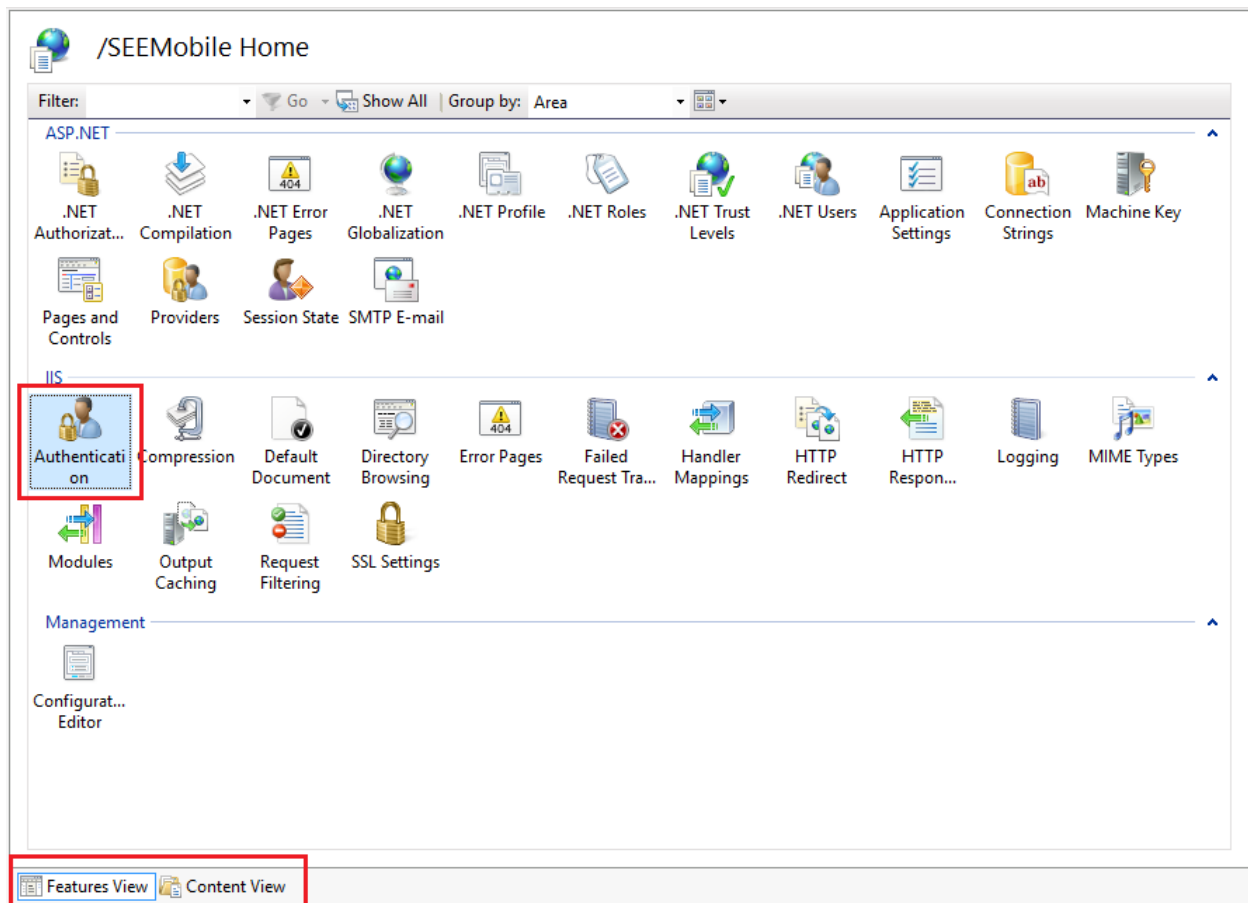 /SEEMobile Home
Filter: Go Show All Group by: Area
ASP.NET
.NET Authorizat...
.NET Compilation
404
.NET Error Pages
.NET Globalization
.NET Profile
.NET Roles
.NET Trust Levels
.NET Users
Application Settings
ab
Connection Strings
Machine Key
Pages and Controls
Providers
Session State
SMTP E-mail
IIS
Authenticati on
Compression
Default Document
Directory Browsing
404
Error Pages
Failed Request Tra...
Handler Mappings
HTTP Redirect
HTTP Respon...
Logging
MIME Types
Modules
Output Caching
Request Filtering
SSL Settings
Management
Configurat... Editor
Features View Content View